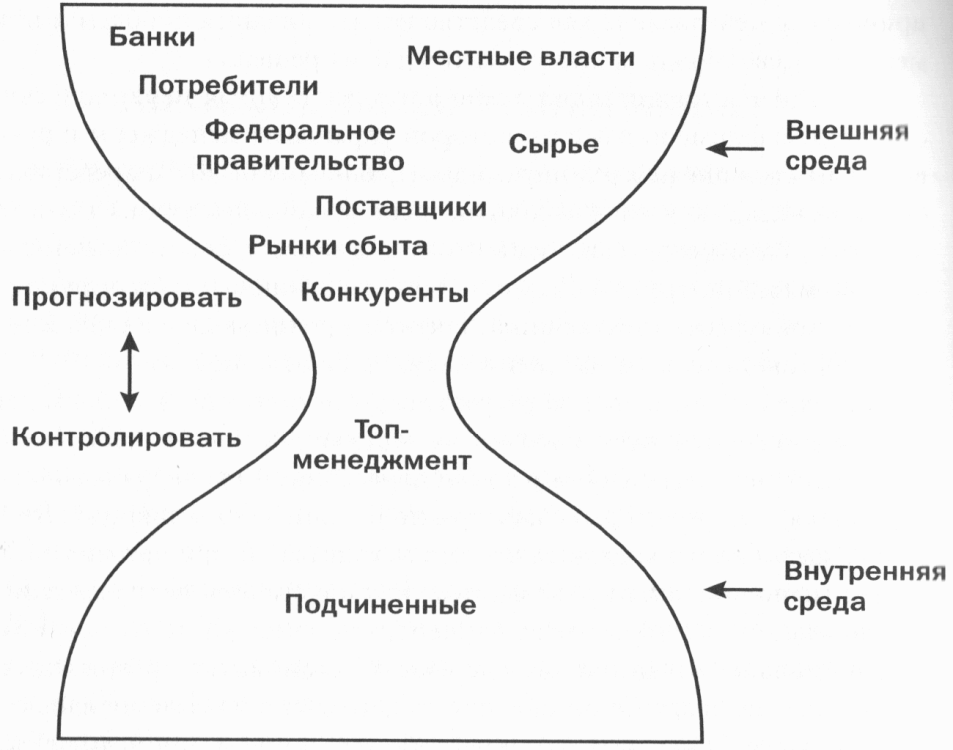 Банки
Местные власти
Потребители
Федеральное
правительство
Сырье
Внешняя
среда
Поставщики
Рынки сбыта
Прогнозировать
Конкуренты
Контролировать
Топ-
менеджмент
Внутренняя
среда
Подчиненные